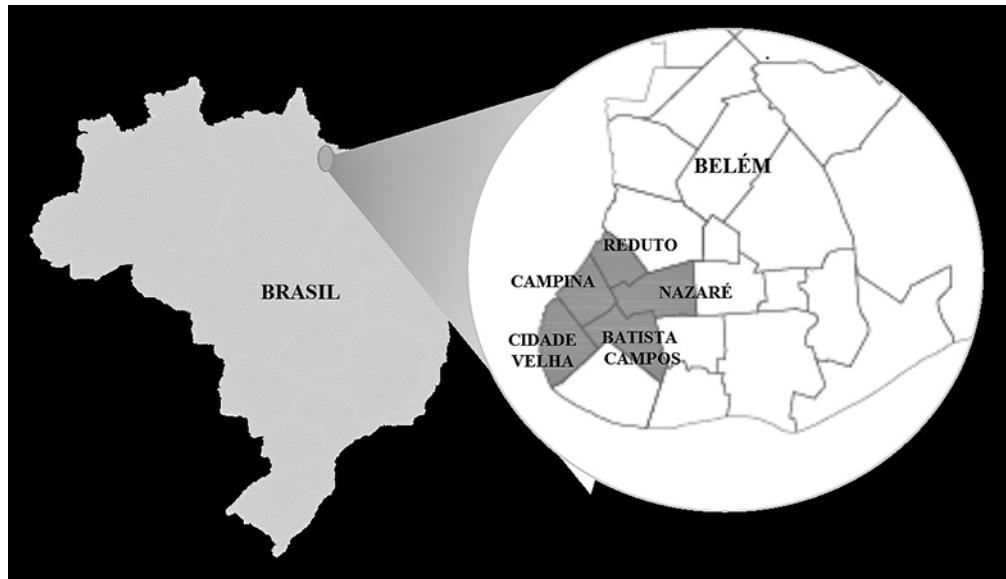 BRASIL
BELÉM
REDUTO
CAMPINA
NAZARÉ
CIDADE
VELHA
BATISTA
CAMPOS